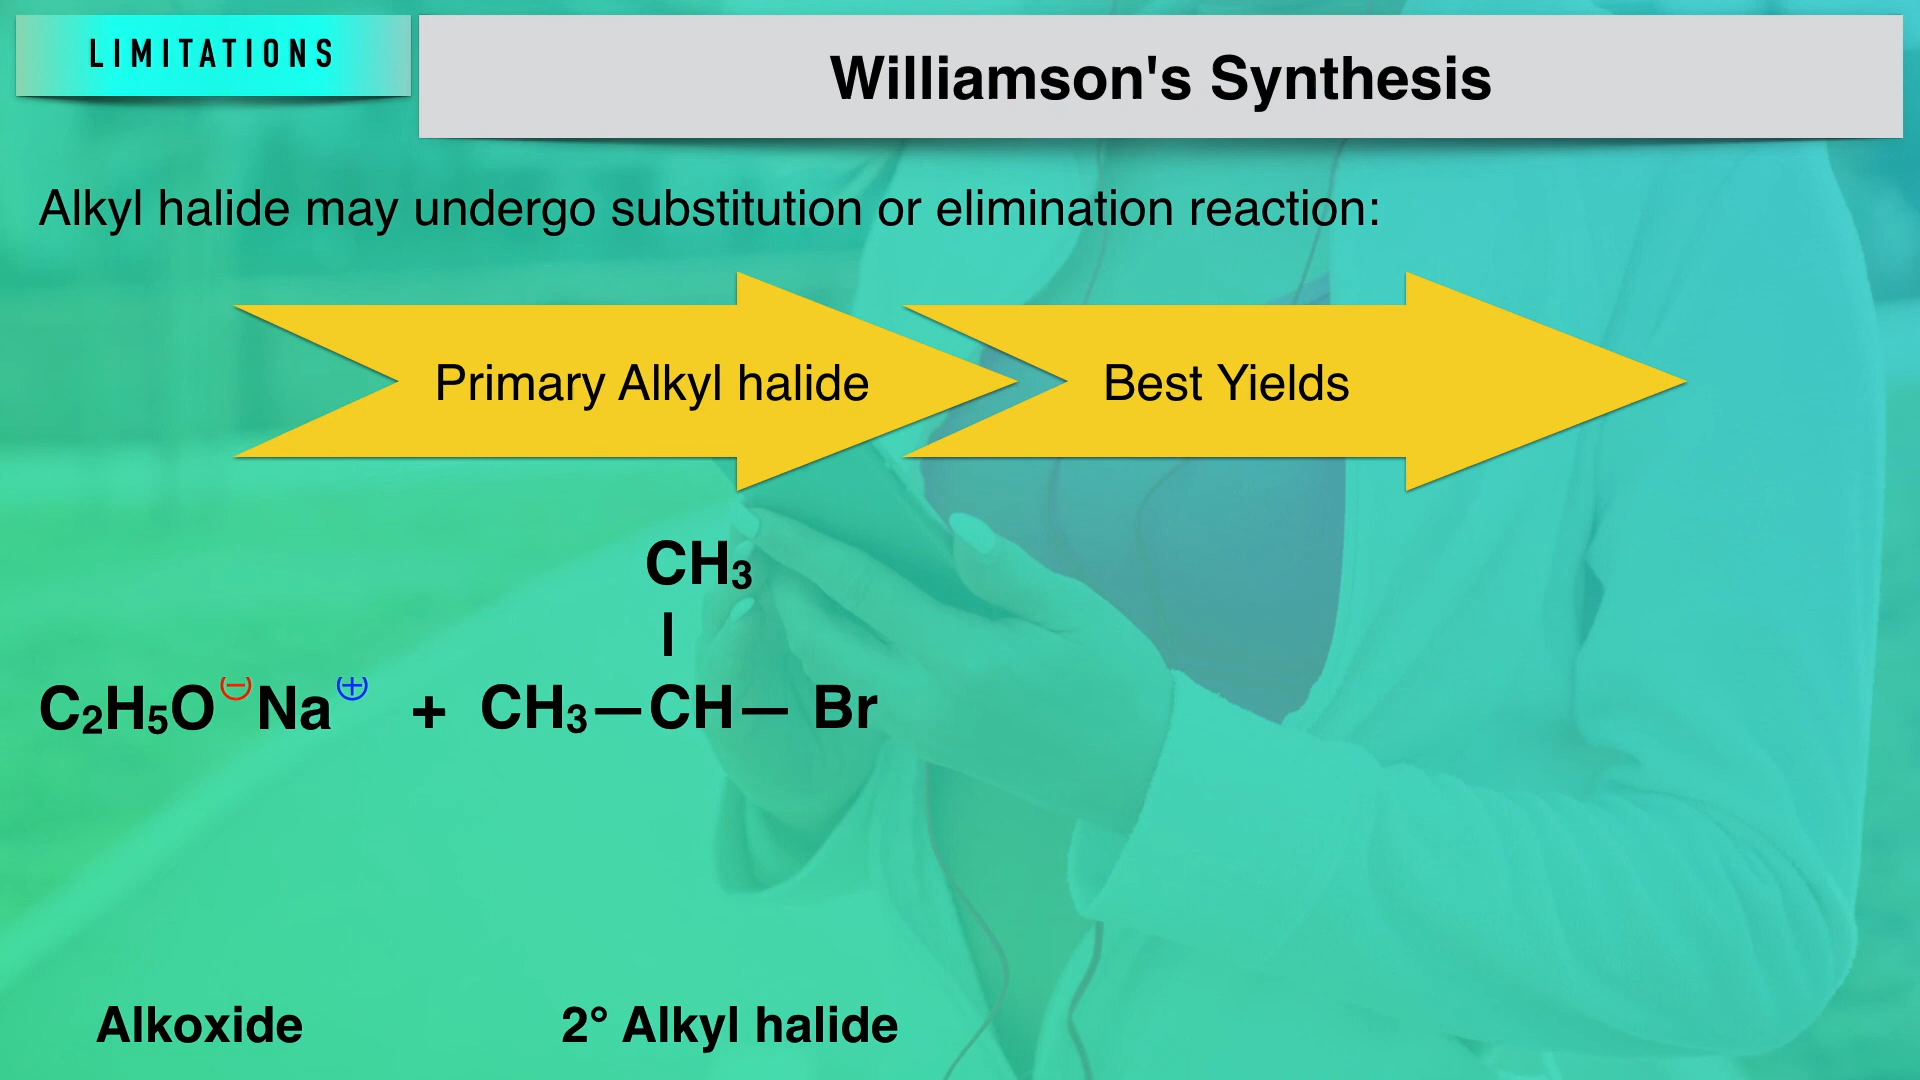 LIMITATIONS
Williamson's Synthesis
Alkyl halide may undergo substitution or elimination reaction:
Primary Alkyl halide
Best Yields
CH₃
|
C₂H₅O⊖Na⊕ + CH₃—CH— Br
Alkoxide
2° Alkyl halide